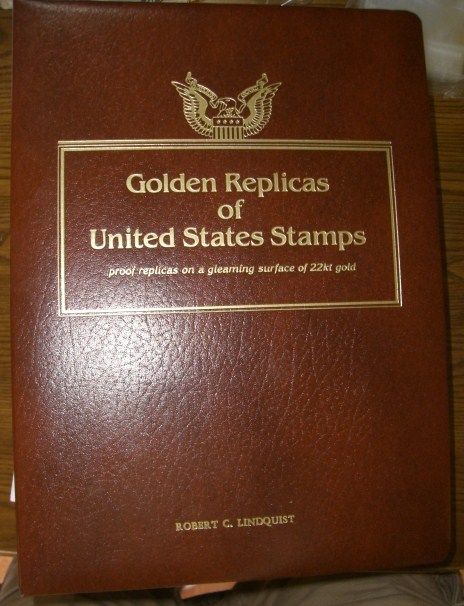 Golden Replicas
of
United States Stamps
proof replicas on a gleaming surface of 22kt gold
ROBERT C. LINDQUIST